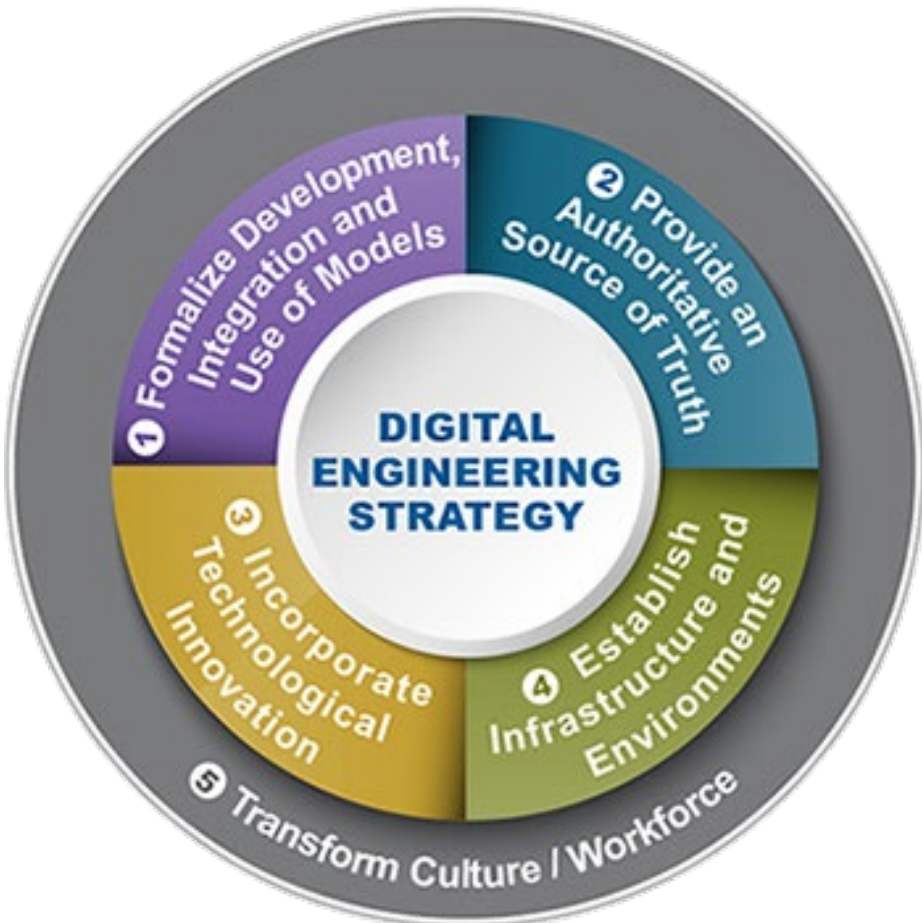 DIGITAL
ENGINEERING
STRATEGY
1 Formalize Development,
Integration and
Use of Models
2 Provide an
Authoritative
Source of Truth
3 Incorporate
Technological
Innovation
4 Establish
Infrastructure and
Environments
5 Transform Culture / Workforce